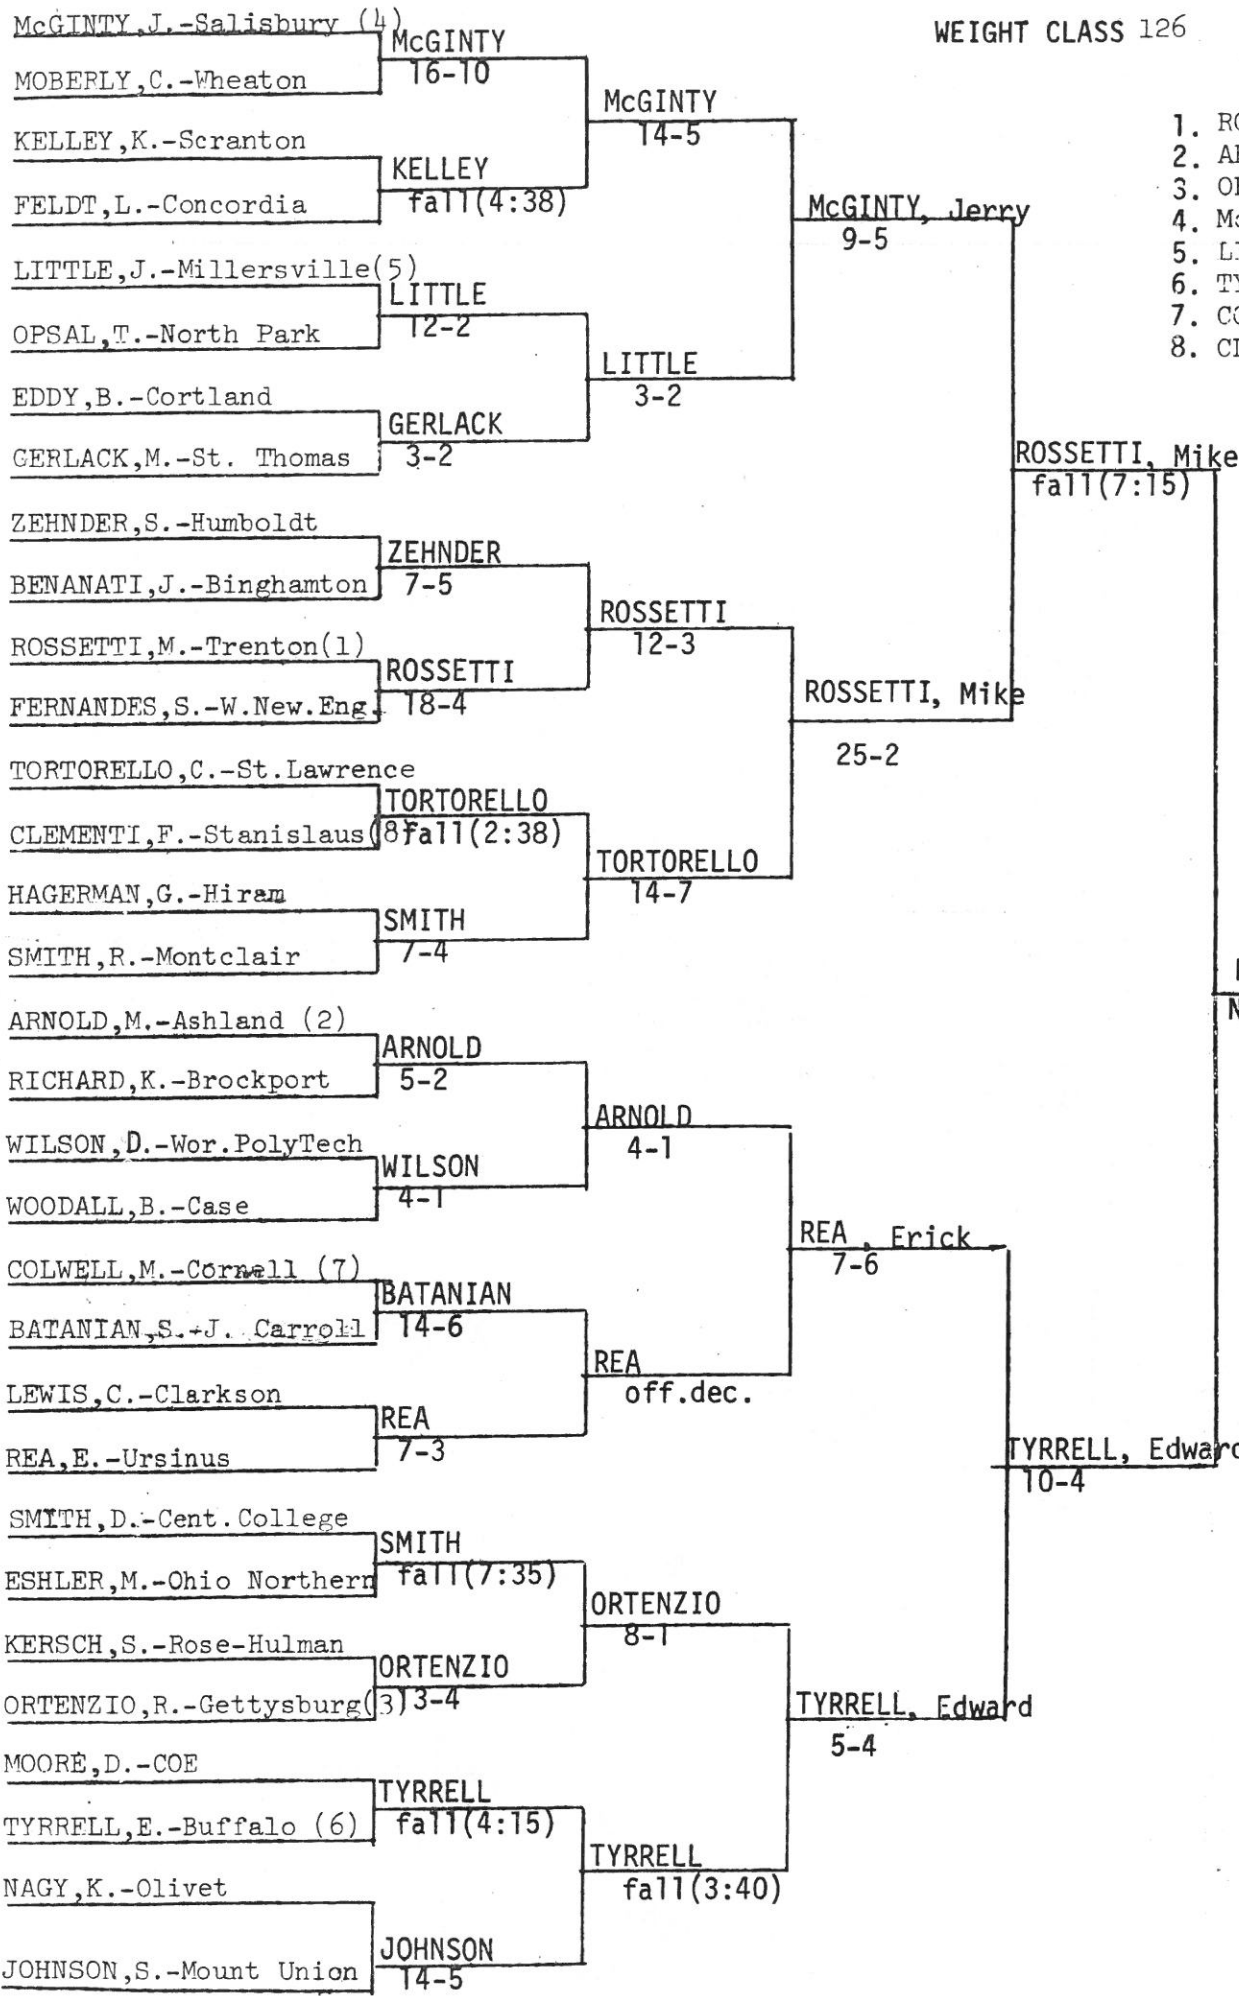 WEIGHT CLASS 126
McGINTY,J.-Salisbury (4)
McGINTY
16-10
MOBERLY,C.-Wheaton
McGINTY
14-5
KELLEY,K.-Scranton
KELLEY
fall(4:38)
FELDT,L.-Concordia
McGINTY, Jerry
9-5
LITTLE,J.-Millersville(5)
LITTLE
12-2
OPSAL,T.-North Park
LITTLE
3-2
EDDY,B.-Cortland
GERLACK
3-2
GERLACK,M.-St. Thomas
ROSSETTI, Mike
fall(7:15)
ZEHNDER,S.-Humboldt
ZEHNDER
7-5
BENANATI,J.-Binghamton
ROSSETTI
12-3
ROSSETTI,M.-Trenton(1)
ROSSETTI
18-4
FERNANDES,S.-W.New.Eng.
ROSSETTI, Mike
25-2
TORTORELLO,C.-St.Lawrence
TORTORELLO
fall(2:38)
CLEMENTI,F.-Stanislaus(8)
TORTORELLO
14-7
HAGERMAN,G.-Hiram
SMITH
7-4
SMITH,R.-Montclair
ARNOLD,M.-Ashland (2)
ARNOLD
5-2
RICHARD,K.-Brockport
ARNOLD
4-1
WILSON,D.-Wor.PolyTech
WILSON
4-1
WOODALL,B.-Case
REA , Erick
7-6
COLWELL,M.-Cornell (7)
BATANIAN
14-6
BATANIAN,S.-J. Carroll
REA
off.dec.
LEWIS,C.-Clarkson
REA
7-3
REA,E.-Ursinus
TYRRELL, Edward
10-4
SMITH,D.-Cent.College
SMITH
fall(7:35)
ESHLER,M.-Ohio Northern
ORTENZIO
8-1
KERSCH,S.-Rose-Hulman
ORTENZIO
13-4
ORTENZIO,R.-Gettysburg(3)
TYRRELL, Edward
5-4
MOORE,D.-COE
TYRRELL
fall(4:15)
TYRRELL,E.-Buffalo (6)
TYRRELL
fall(3:40)
NAGY,K.-Olivet
JOHNSON
14-5
JOHNSON,S.-Mount Union
1.
2.
3.
4.
5.
6.
7.
8.